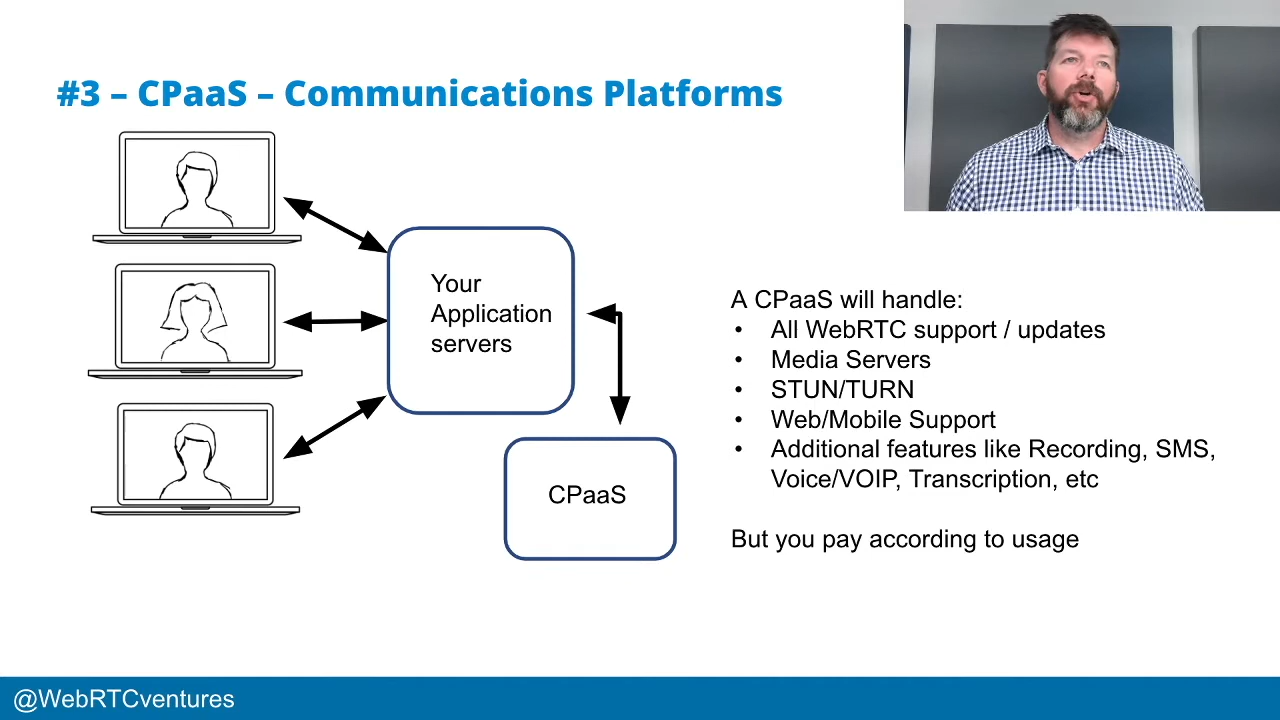 #3 – CPaaS – Communications Platforms
Your
Application
servers
CPaaS
A CPaaS will handle:
• All WebRTC support / updates
• Media Servers
• STUN/TURN
• Web/Mobile Support
• Additional features like Recording, SMS,
Voice/VOIP, Transcription, etc
But you pay according to usage
@WebRTCventures